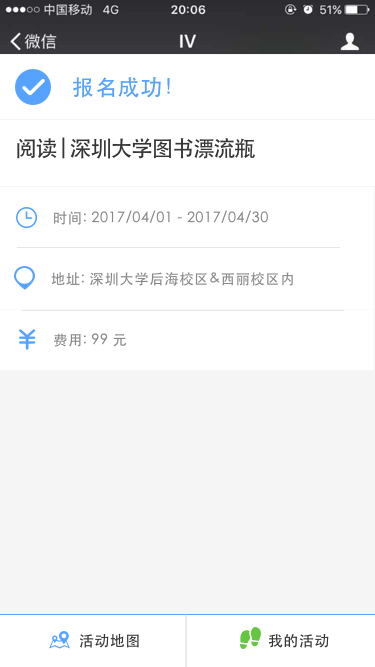 中国移动 4G 20:06 51%
微信 IV
报名成功！
阅读|深圳大学图书漂流瓶
时间: 2017/04/01 - 2017/04/30
地址: 深圳大学后海校区&西丽校区内
费用: 99 元
活动地图 我的活动